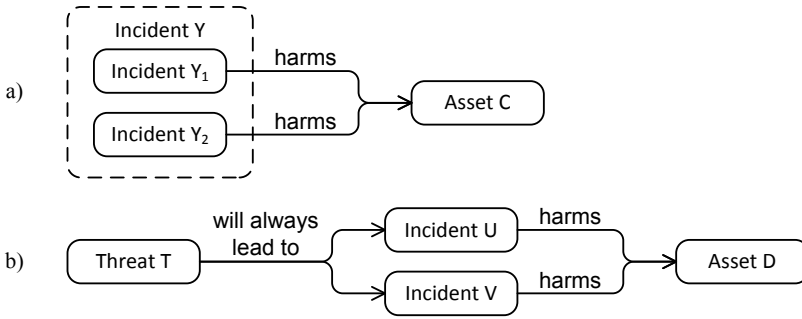 Incident Y
a)
Incident Y₁
harms
Asset C
Incident Y₂
harms
b)
Threat T
will always
lead to
Incident U
harms
Incident V
harms
Asset D